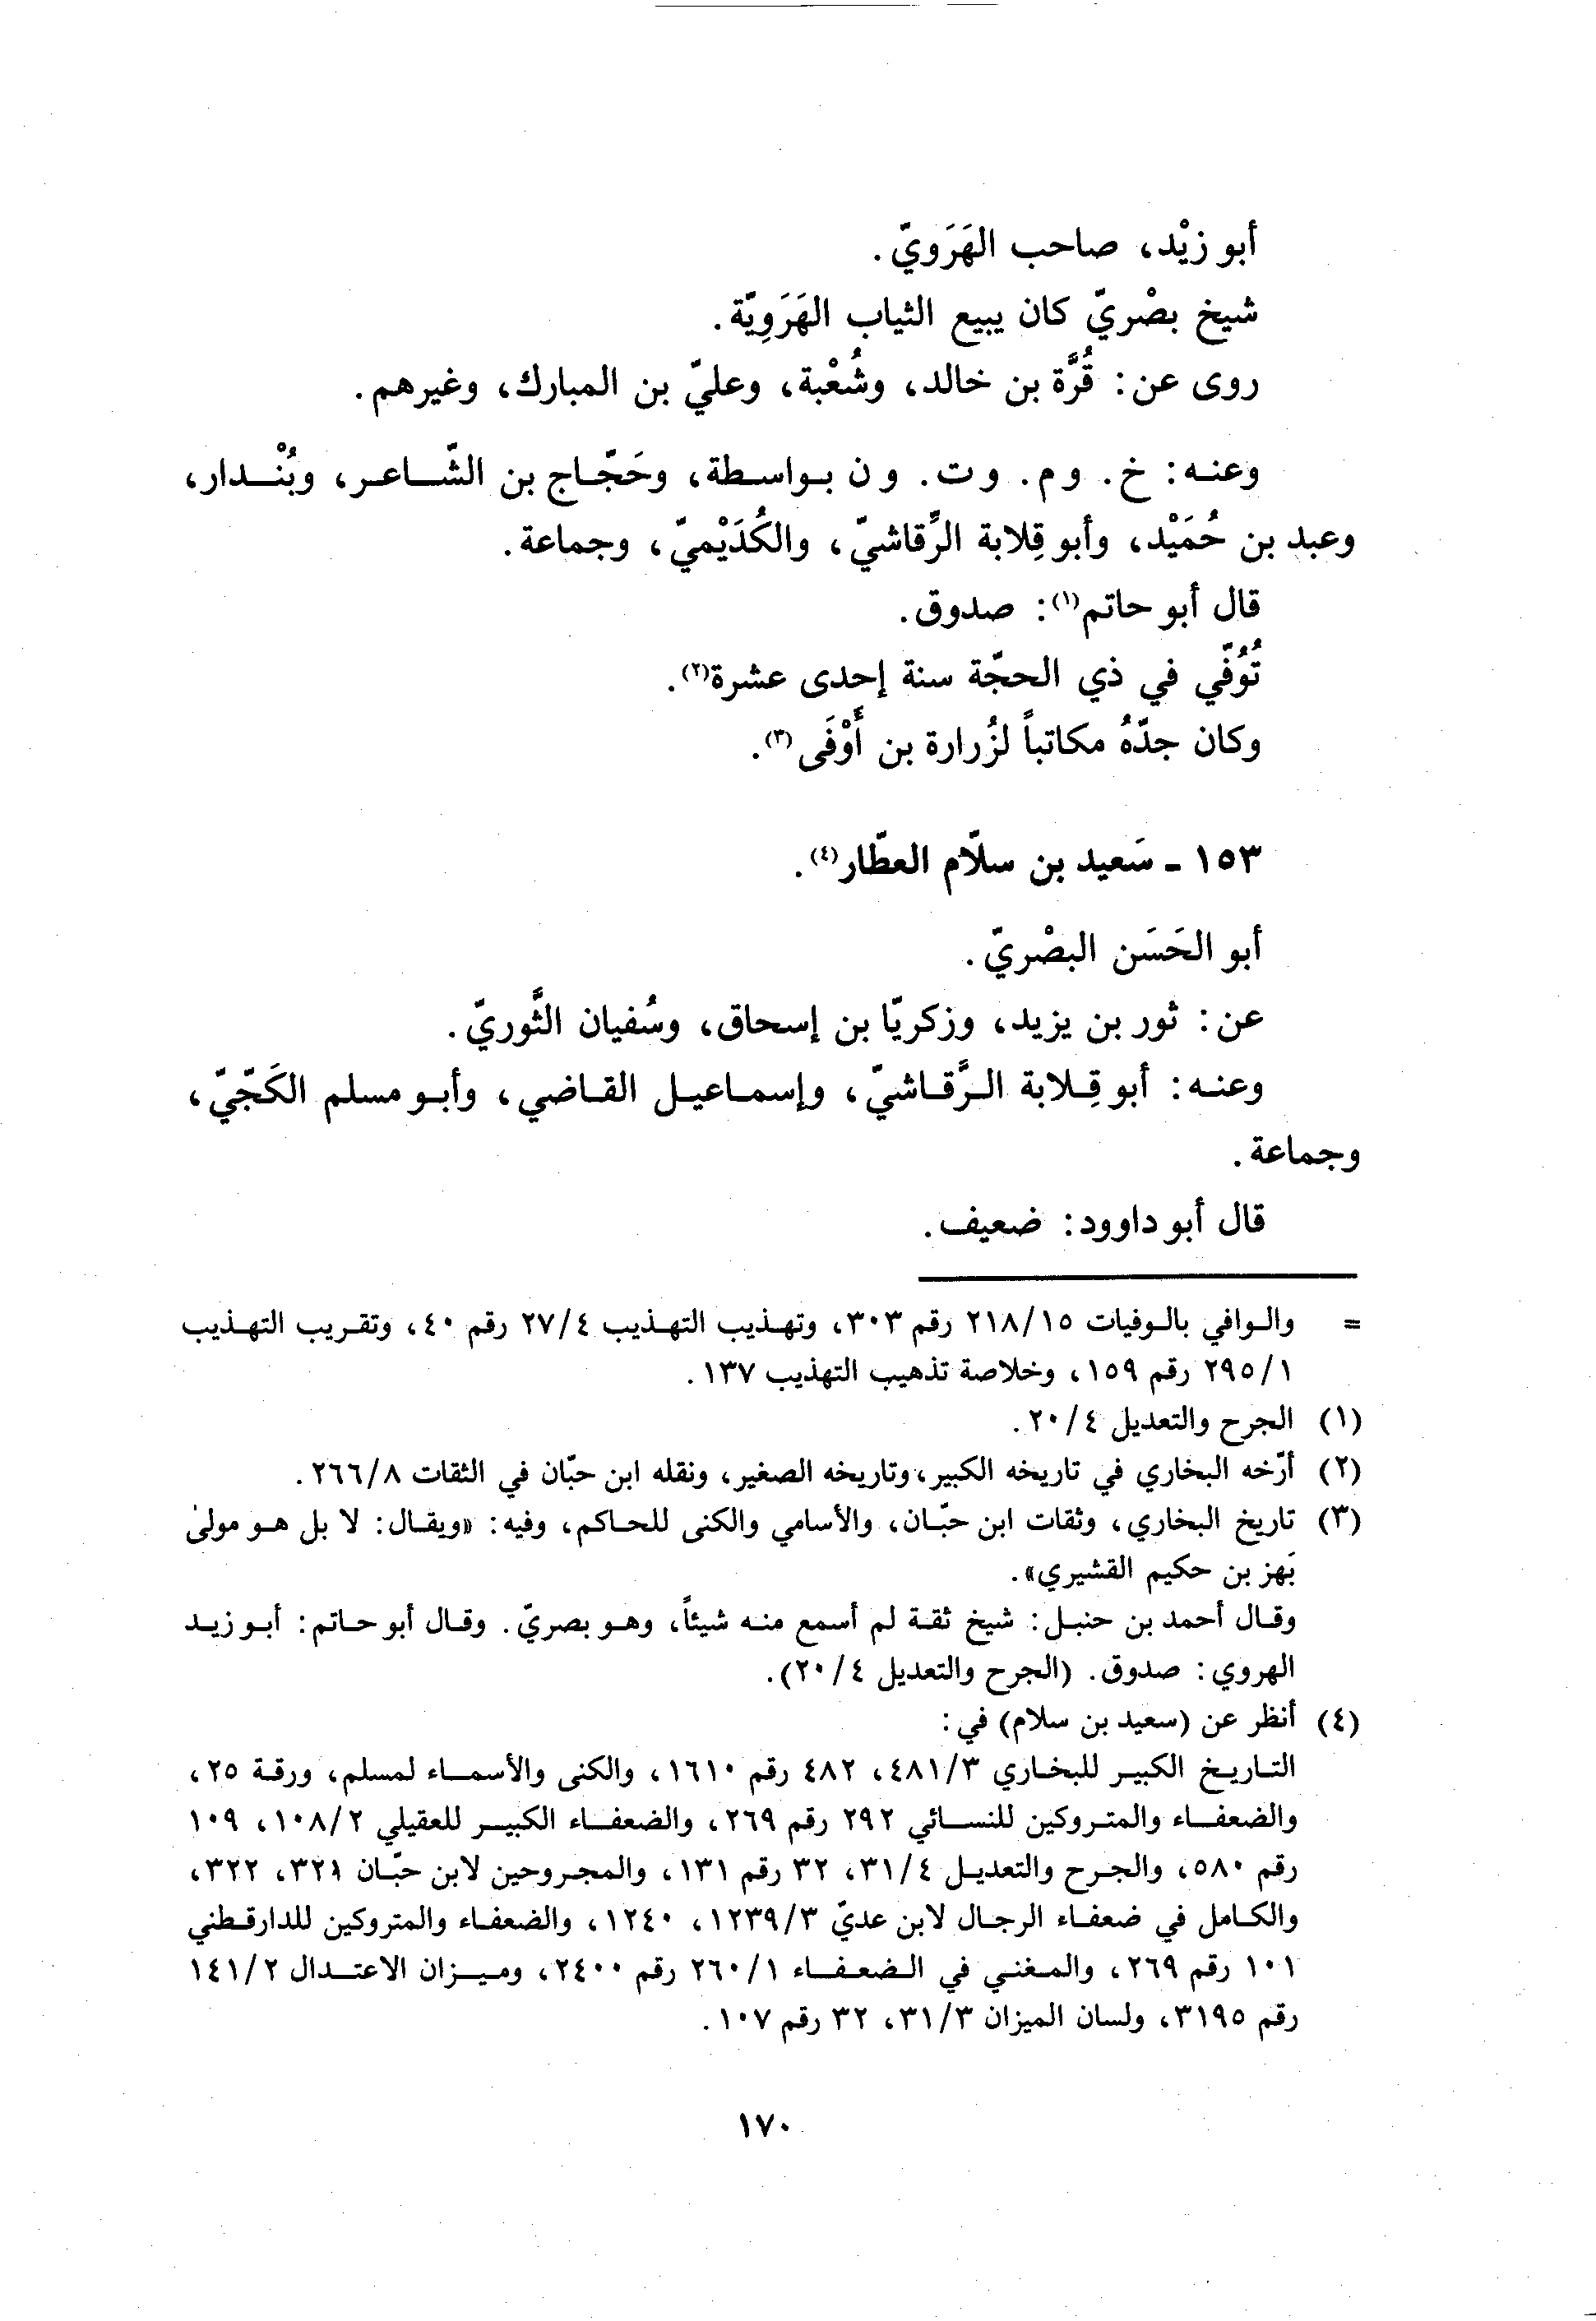 أبو زيْد، صاحب الهَرَويّ.
شيخ بصْريّ كان يبيع الثياب الهَرَوِيّة.
روى عن: قُرَّة بن خالد، وشُعْبة، وعليّ بن المبارك، وغيرهم.
وعنه: خ. وم. وت. ون بواسطة، وحَجّاج بن الشّاعر، وبُنْدار،
وعبد بن حُمَيْد، وأبو قِلابة الرِّقاشيّ، والكُدَيْميّ، وجماعة.
قال أبو حاتم(١): صدوق.
تُوُفّي في ذي الحجّة سنة إحدى عشرة(٢).
وكان جدّهُ مكاتباً لزُرارة بن أَوْفَى(٣).
١٥٣ - سَعيد بن سلّام العطّار(٤).
أبو الحَسَن البصْريّ.
عن: ثور بن يزيد، وزكريّا بن إسحاق، وسُفيان الثَّوريّ.
وعنه: أبو قِلابة الرَّقاشيّ، وإسماعيل القاضي، وأبو مسلم الكَجّيّ،
وجماعة.
قال أبو داوود: ضعيف.
= والوافي بالوفيات ٢١٨/١٥ رقم ٣٠٣، وتهذيب التهذيب ٢٧/٤ رقم ٤٠، وتقريب التهذيب
٢٩٥/١ رقم ١٥٩، وخلاصة تذهيب التهذيب ١٣٧.
(١) الجرح والتعديل ٢٠/٤.
(٢) أرّخه البخاري في تاريخه الكبير، وتاريخه الصغير، ونقله ابن حبّان في الثقات ٢٦٦/٨.
(٣) تاريخ البخاري، وثقات ابن حبّان، والأسامي والكنى للحاكم، وفيه: «ويقال: لا بل هو مولىٰ
بَهز بن حكيم القشيري».
وقال أحمد بن حنبل: شيخ ثقة لم أسمع منه شيئاً، وهو بصريّ. وقال أبو حاتم: أبو زيد
الهروي: صدوق. (الجرح والتعديل ٢٠/٤).
(٤) أنظر عن (سعيد بن سلام) في:
التاريخ الكبير للبخاري ٤٨١/٣، ٤٨٢ رقم ١٦١٠، والكنى والأسماء لمسلم، ورقة ٢٥،
والضعفاء والمتروكين للنسائي ٢٩٢ رقم ٢٦٩، والضعفاء الكبير للعقيلي ١٠٨/٢، ١٠٩
رقم ٥٨٠، والجرح والتعديل ٣١/٤، ٣٢ رقم ١٣١، والمجروحين لابن حبّان ٣٢١، ٣٢٢،
والكامل في ضعفاء الرجال لابن عديّ ١٢٣٩/٣، ١٢٤٠، والضعفاء والمتروكين للدارقطني
١٠١ رقم ٢٦٩، والمغني في الضعفاء ٢٦٠/١ رقم ٢٤٠٠، وميزان الاعتدال ١٤١/٢
رقم ٣١٩٥، ولسان الميزان ٣١/٣، ٣٢ رقم ١٠٧.
١٧٠